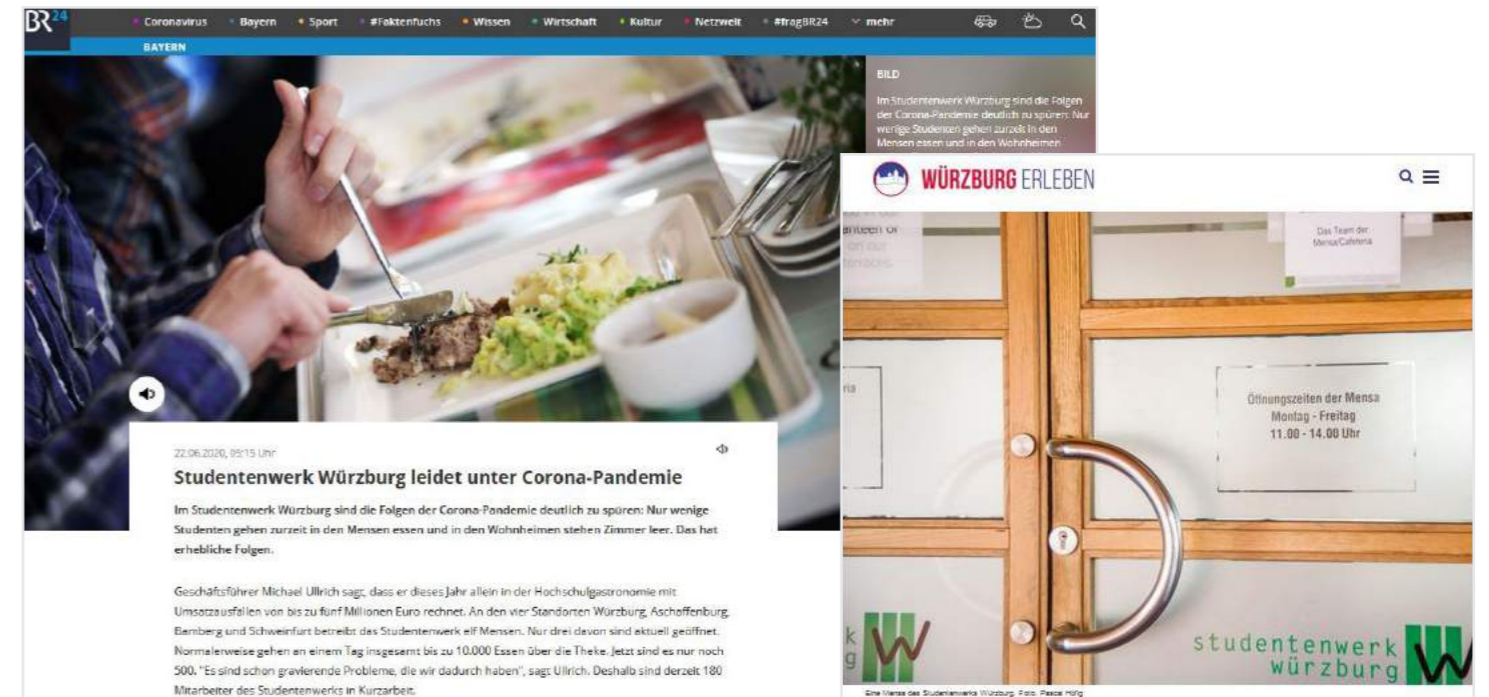 BR24
Coronavirus Bayern Sport #Faktenfuchs Wissen Wirtschaft Kultur Netzwelt #fragBR24 mehr
BAYERN
BILD
Im Studentenwerk Würzburg sind die Folgen
der Corona-Pandemie deutlich zu spüren: Nur
wenige Studenten gehen zurzeit in den
Mensen essen und in den Wohnheimen
22.06.2020, 05:15 Uhr
Studentenwerk Würzburg leidet unter Corona-Pandemie
Im Studentenwerk Würzburg sind die Folgen der Corona-Pandemie deutlich zu spüren: Nur wenige
Studenten gehen zurzeit in den Mensen essen und in den Wohnheimen stehen Zimmer leer. Das hat
erhebliche Folgen.
Geschäftsführer Michael Ullrich sagt, dass er dieses Jahr allein in der Hochschulgastronomie mit
Umsatzausfällen von bis zu fünf Millionen Euro rechnet. An den vier Standorten Würzburg, Aschaffenburg,
Bamberg und Schweinfurt betreibt das Studentenwerk elf Mensen. Nur drei davon sind aktuell geöffnet.
Normalerweise gehen an einem Tag insgesamt bis zu 10.000 Essen über die Theke. Jetzt sind es nur noch
500. "Es sind schon gravierende Probleme, die wir dadurch haben", sagt Ullrich. Deshalb sind derzeit 180
Mitarbeiter des Studentenwerks in Kurzarbeit.
WÜRZBURG ERLEBEN
on our
Das Team der
Mensa/Cafeteria
ria
Öffnungszeiten der Mensa
Montag - Freitag
11.00 - 14.00 Uhr
k
g
studentenwerk
würzburg
Eine Mensa des Studentenwerks Würzburg. Foto: Pascal Höfig